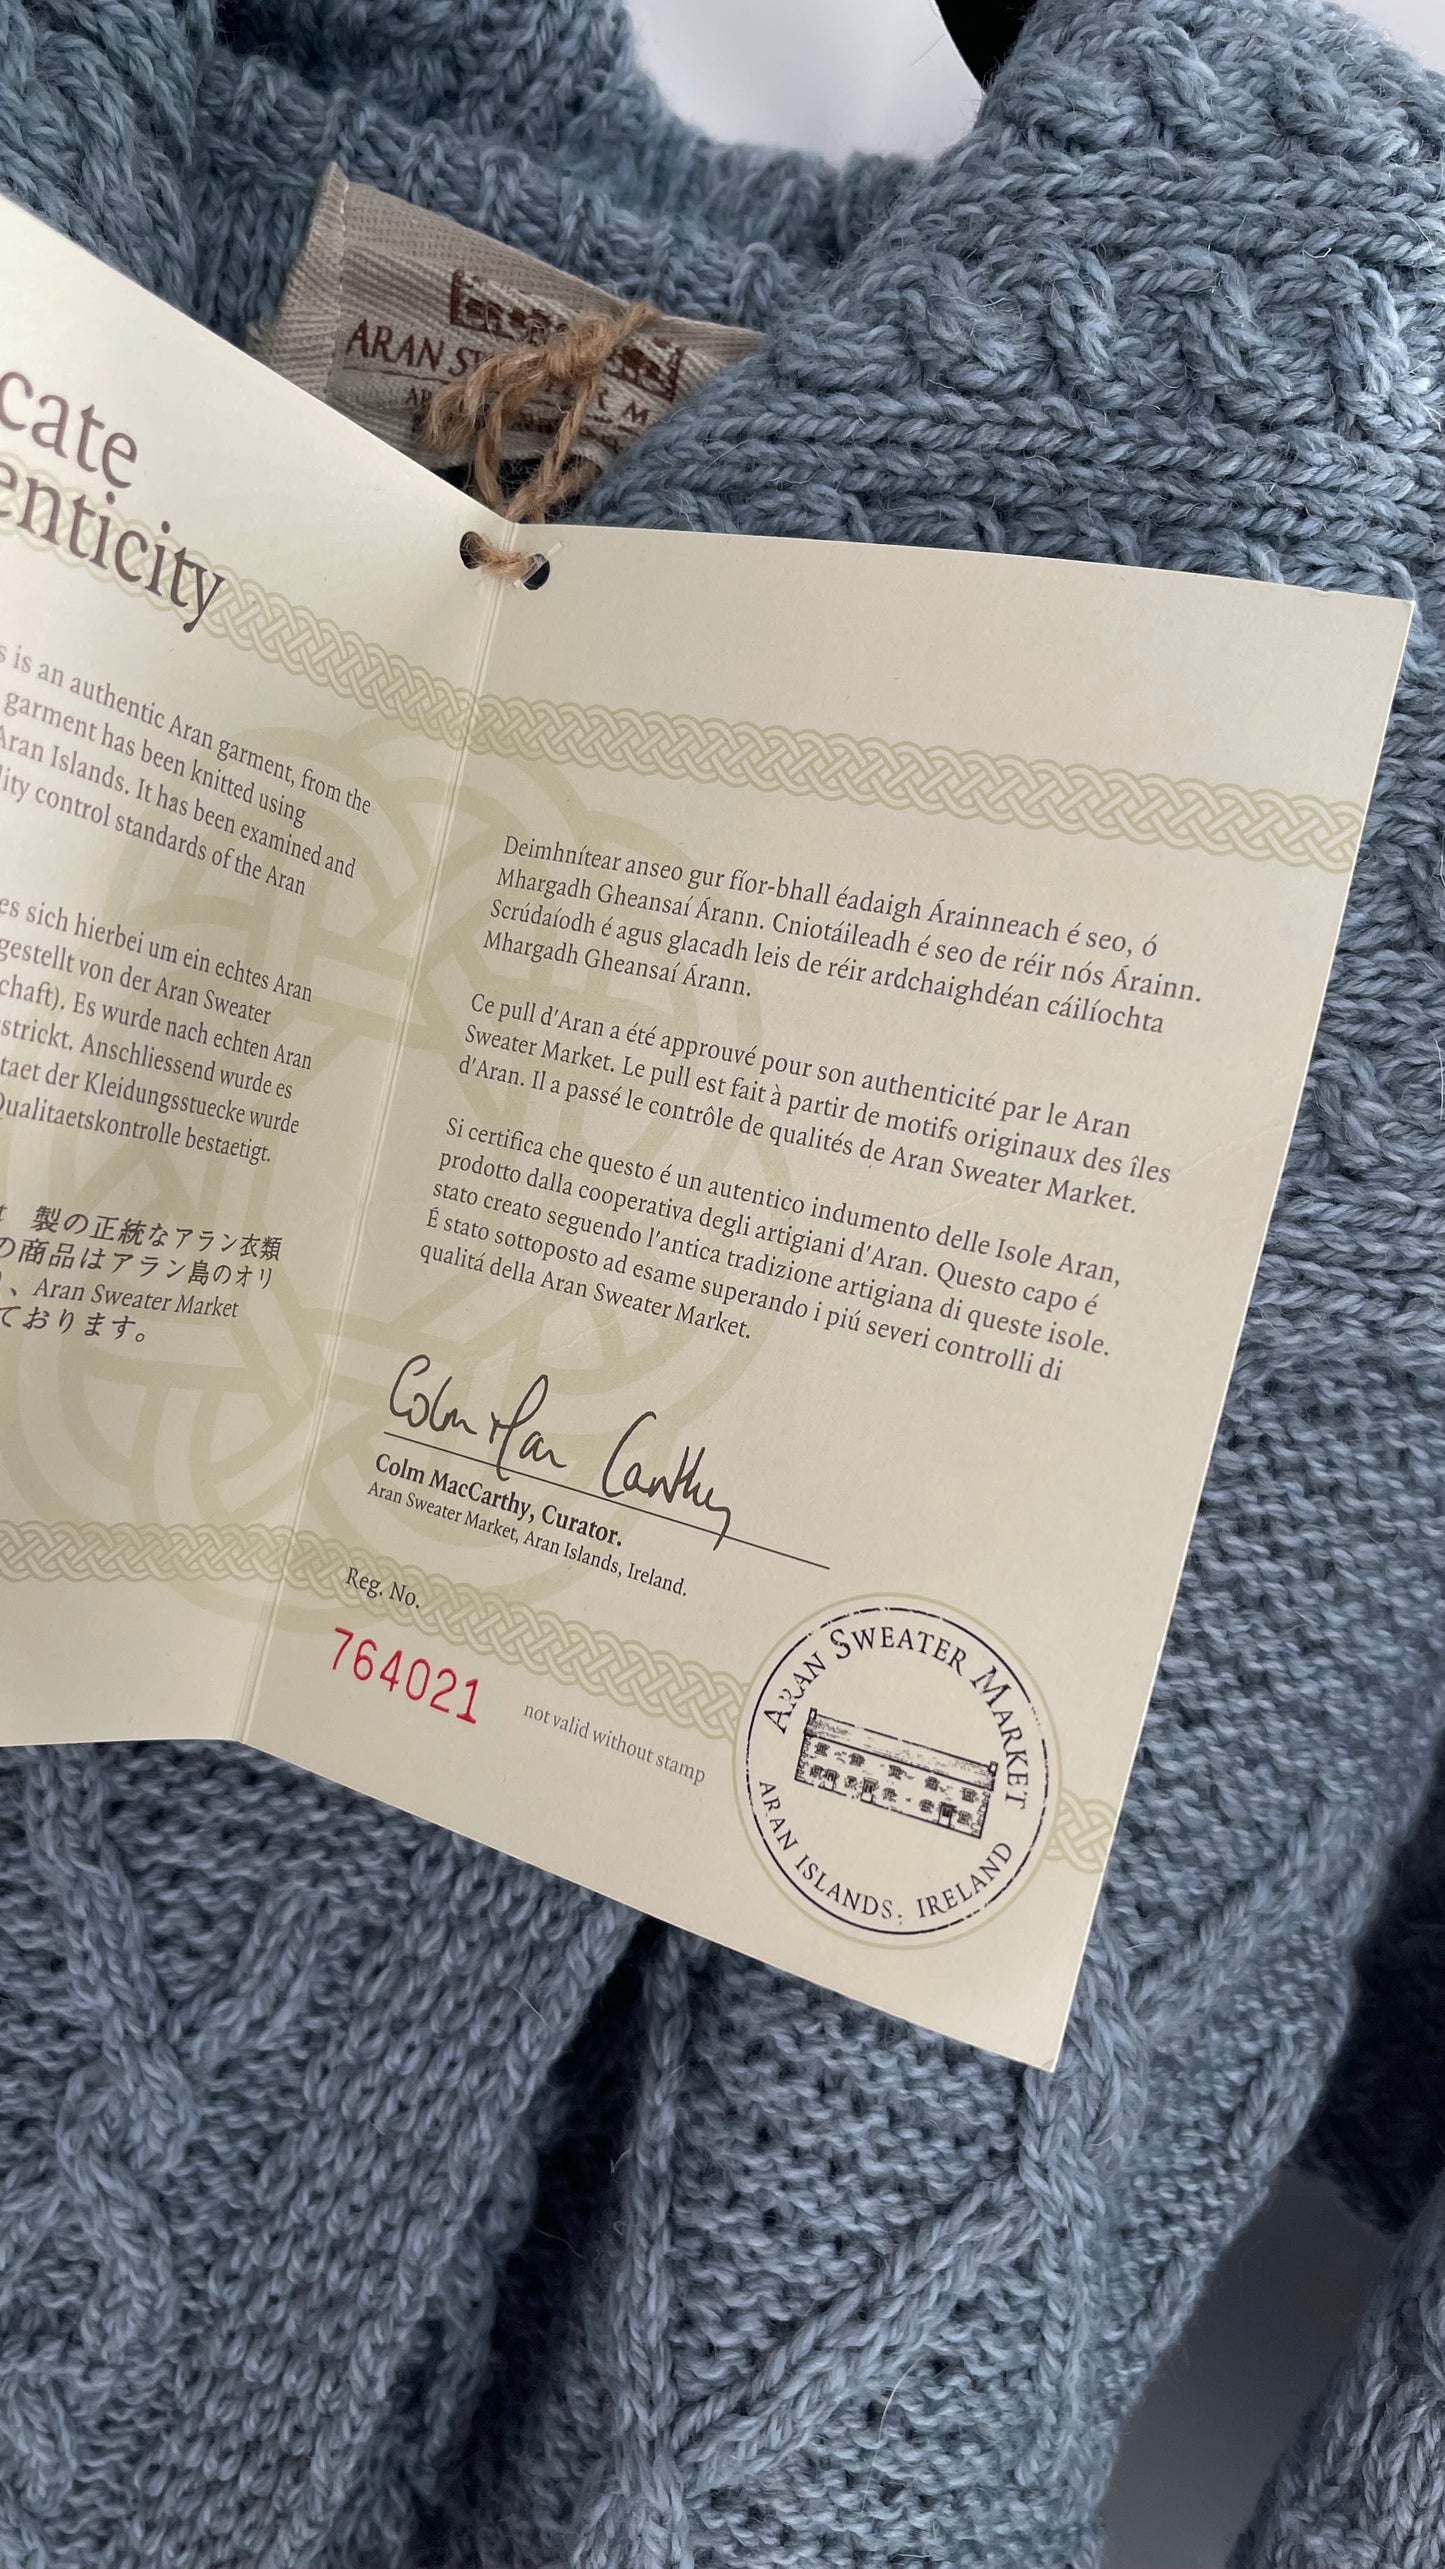 ARAN
cate
enticity
s is an authentic Aran garment, from the
garment has been knitted using
Aran Islands. It has been examined and
lity control standards of the Aran
es sich hierbei um ein echtes Aran
gestellt von der Aran Sweater
chaft). Es wurde nach echten Aran
strickt. Anschliessend wurde es
taet der Kleidungsstuecke wurde
Qualitaetskontrolle bestaetigt.
製の正統なアラン衣類
の商品はアラン島のオリ
、Aran Sweater Market
ております。
Deimhnítear anseo gur fíor-bhall éadaigh Árainneach é seo, ó
Mhargadh Gheansaí Árann. Cniotáileadh é seo de réir nós Árainn.
Scrúdaíodh é agus glacadh leis de réir ardchaighdéan cáilíochta
Mhargadh Gheansaí Árann.
Ce pull d'Aran a été approuvé pour son authenticité par le Aran
Sweater Market. Le pull est fait à partir de motifs originaux des îles
d'Aran. Il a passé le contrôle de qualités de Aran Sweater Market.
Si certifica che questo é un autentico indumento delle Isole Aran,
prodotto dalla cooperativa degli artigiani d'Aran. Questo capo é
stato creato seguendo l'antica tradizione artigiana di queste isole.
É stato sottoposto ad esame superando i piú severi controlli di
qualitá della Aran Sweater Market.
Colm Mac Carthy
Colm MacCarthy, Curator.
Aran Sweater Market, Aran Islands, Ireland.
Reg. No.
764021
not valid without stamp
ARAN SWEATER MARKET
ARAN ISLANDS. IRELAND